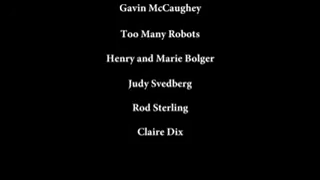 Gavin McCaughey
Too Many Robots
Henry and Marie Bolger
Judy Svedberg
Rod Sterling
Claire Dix